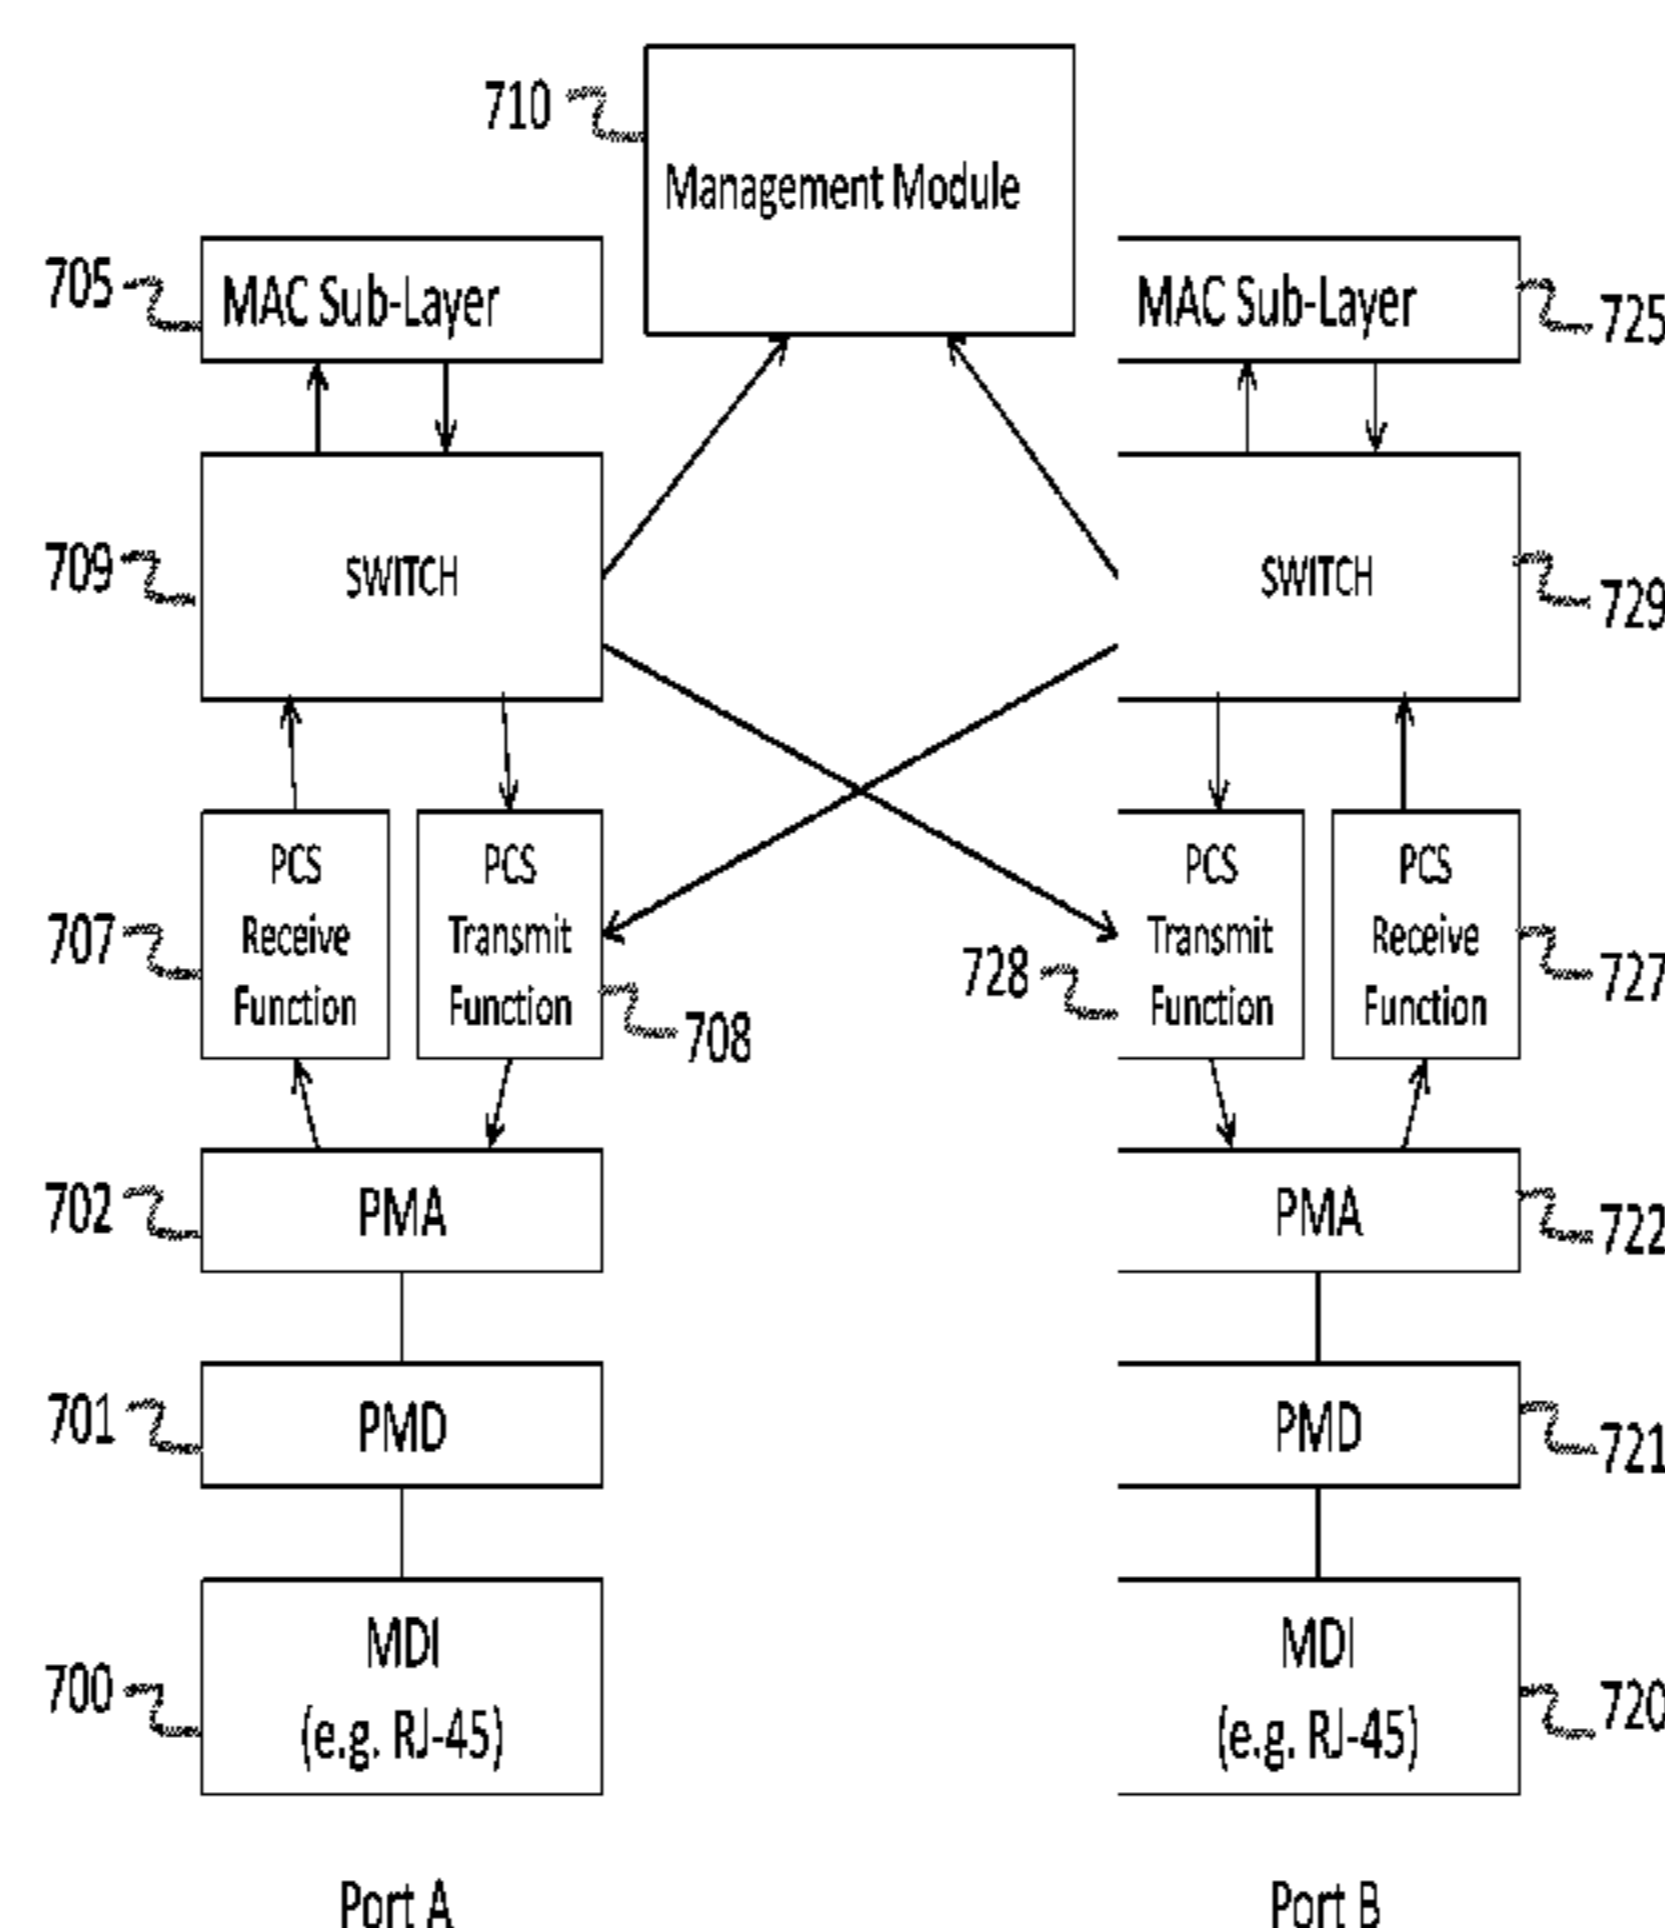 710
Management Module
705
MAC Sub-Layer
MAC Sub-Layer
725
709
SWITCH
SWITCH
729
PCS
Receive
Function
PCS
Transmit
Function
PCS
Transmit
Function
PCS
Receive
Function
707
708
728
727
702
PMA
PMA
722
701
PMD
PMD
721
700
MDI
(e.g. RJ-45)
MDI
(e.g. RJ-45)
720
Port A
Port B